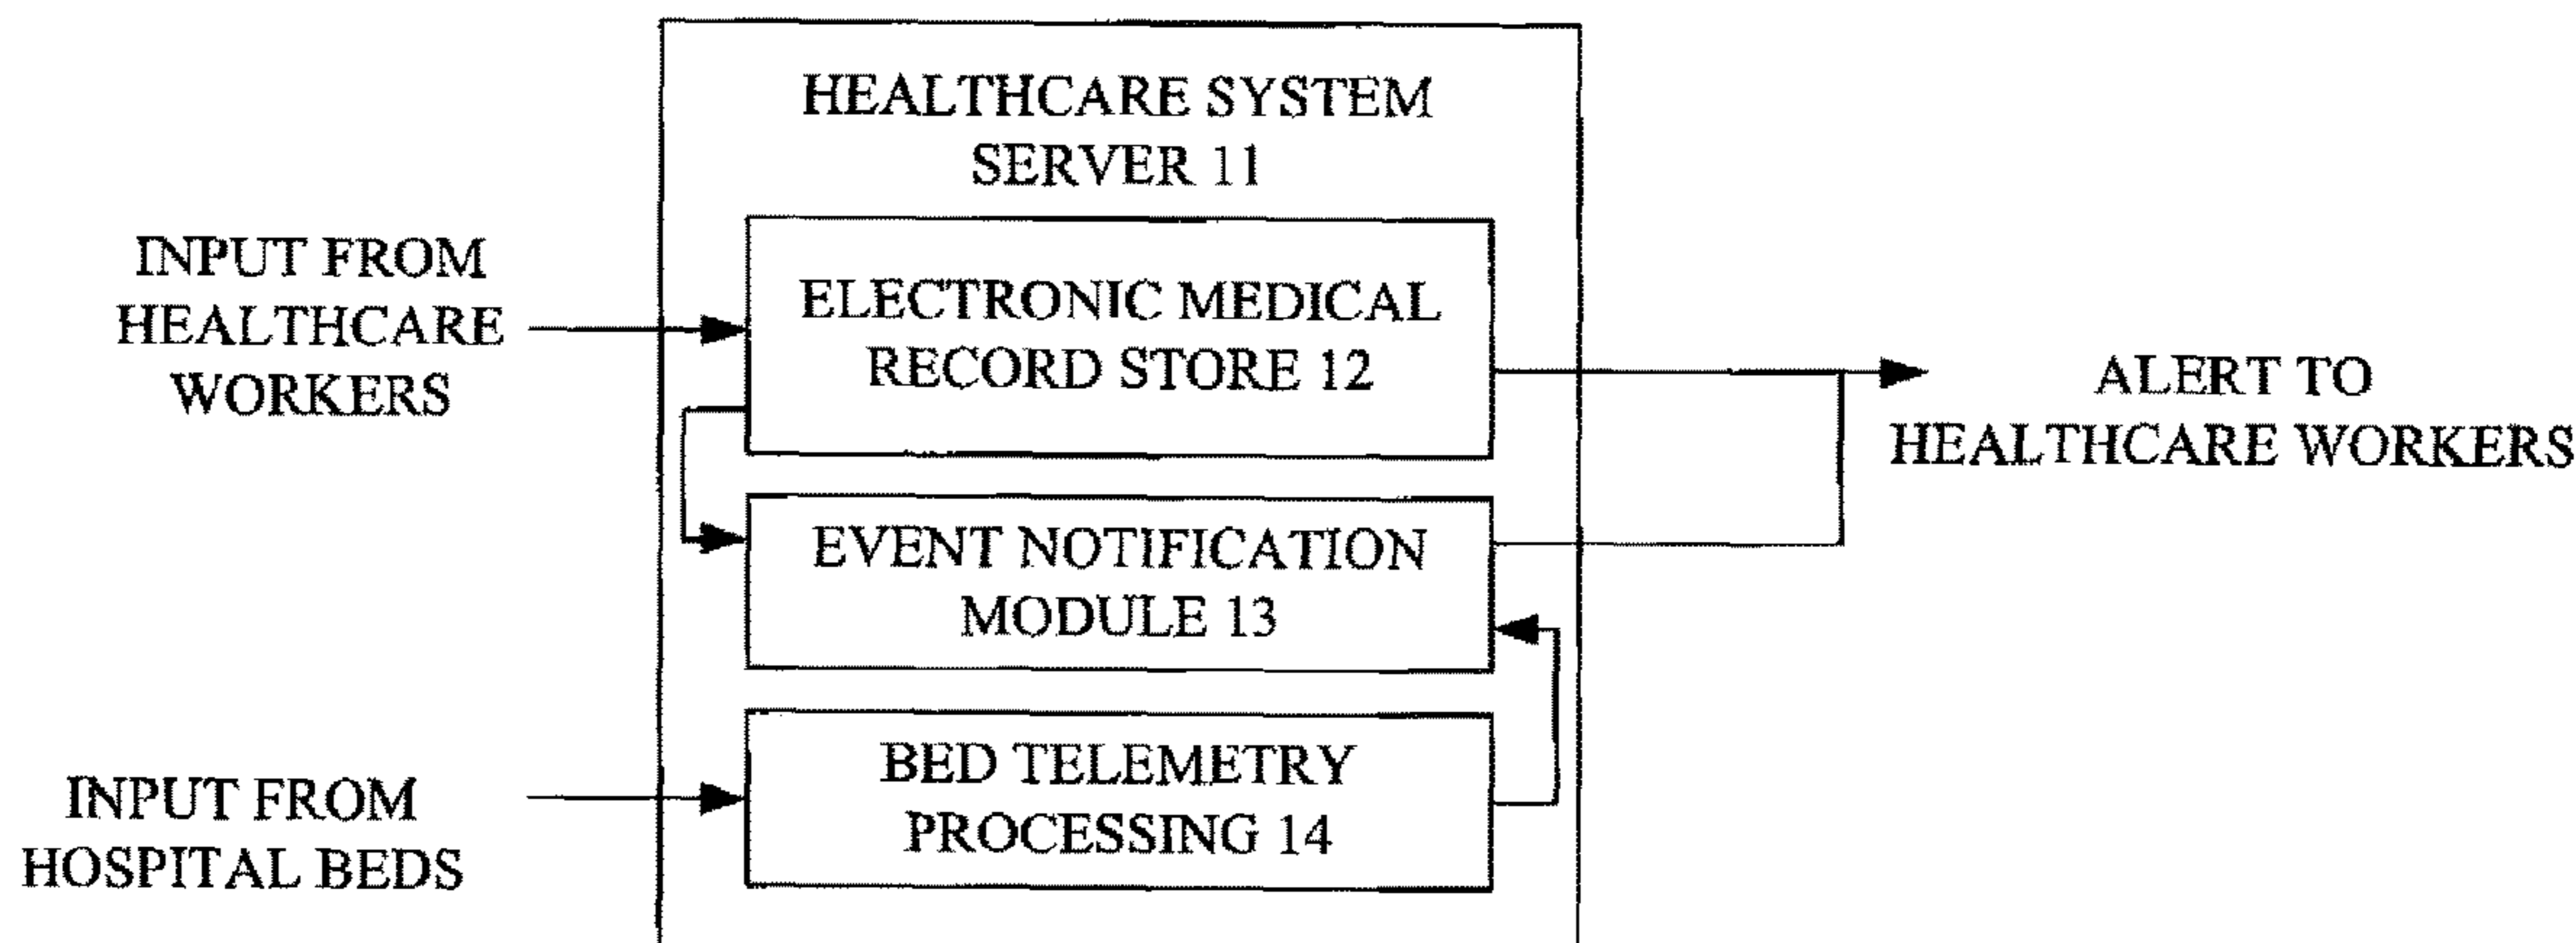 HEALTHCARE SYSTEM
SERVER 11
INPUT FROM
HEALTHCARE
WORKERS
ELECTRONIC MEDICAL
RECORD STORE 12
ALERT TO
HEALTHCARE WORKERS
EVENT NOTIFICATION
MODULE 13
INPUT FROM
HOSPITAL BEDS
BED TELEMETRY
PROCESSING 14